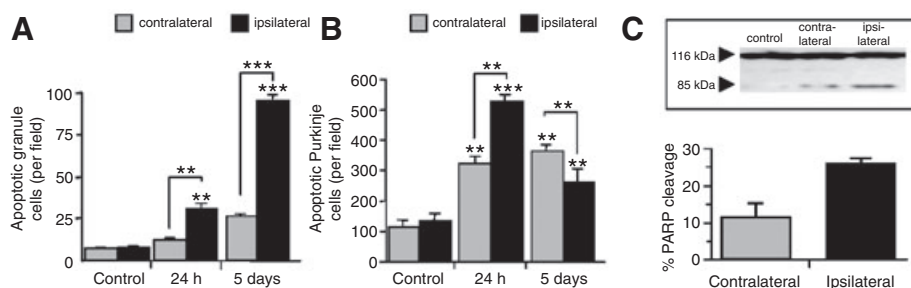 A
contralateral
ipsilateral
Apoptotic granule
cells (per field)
100
75
50
25
0
***
***
**
**
Control
24 h
5 days
B
contralateral
ipsilateral
Apoptotic Purkinje
cells (per field)
600
500
400
300
200
100
0
**
***
**
**
**
**
Control
24 h
5 days
C
control
contra-
lateral
ipsi-
lateral
116 kDa
85 kDa
% PARP cleavage
30
20
10
0
Contralateral
Ipsilateral